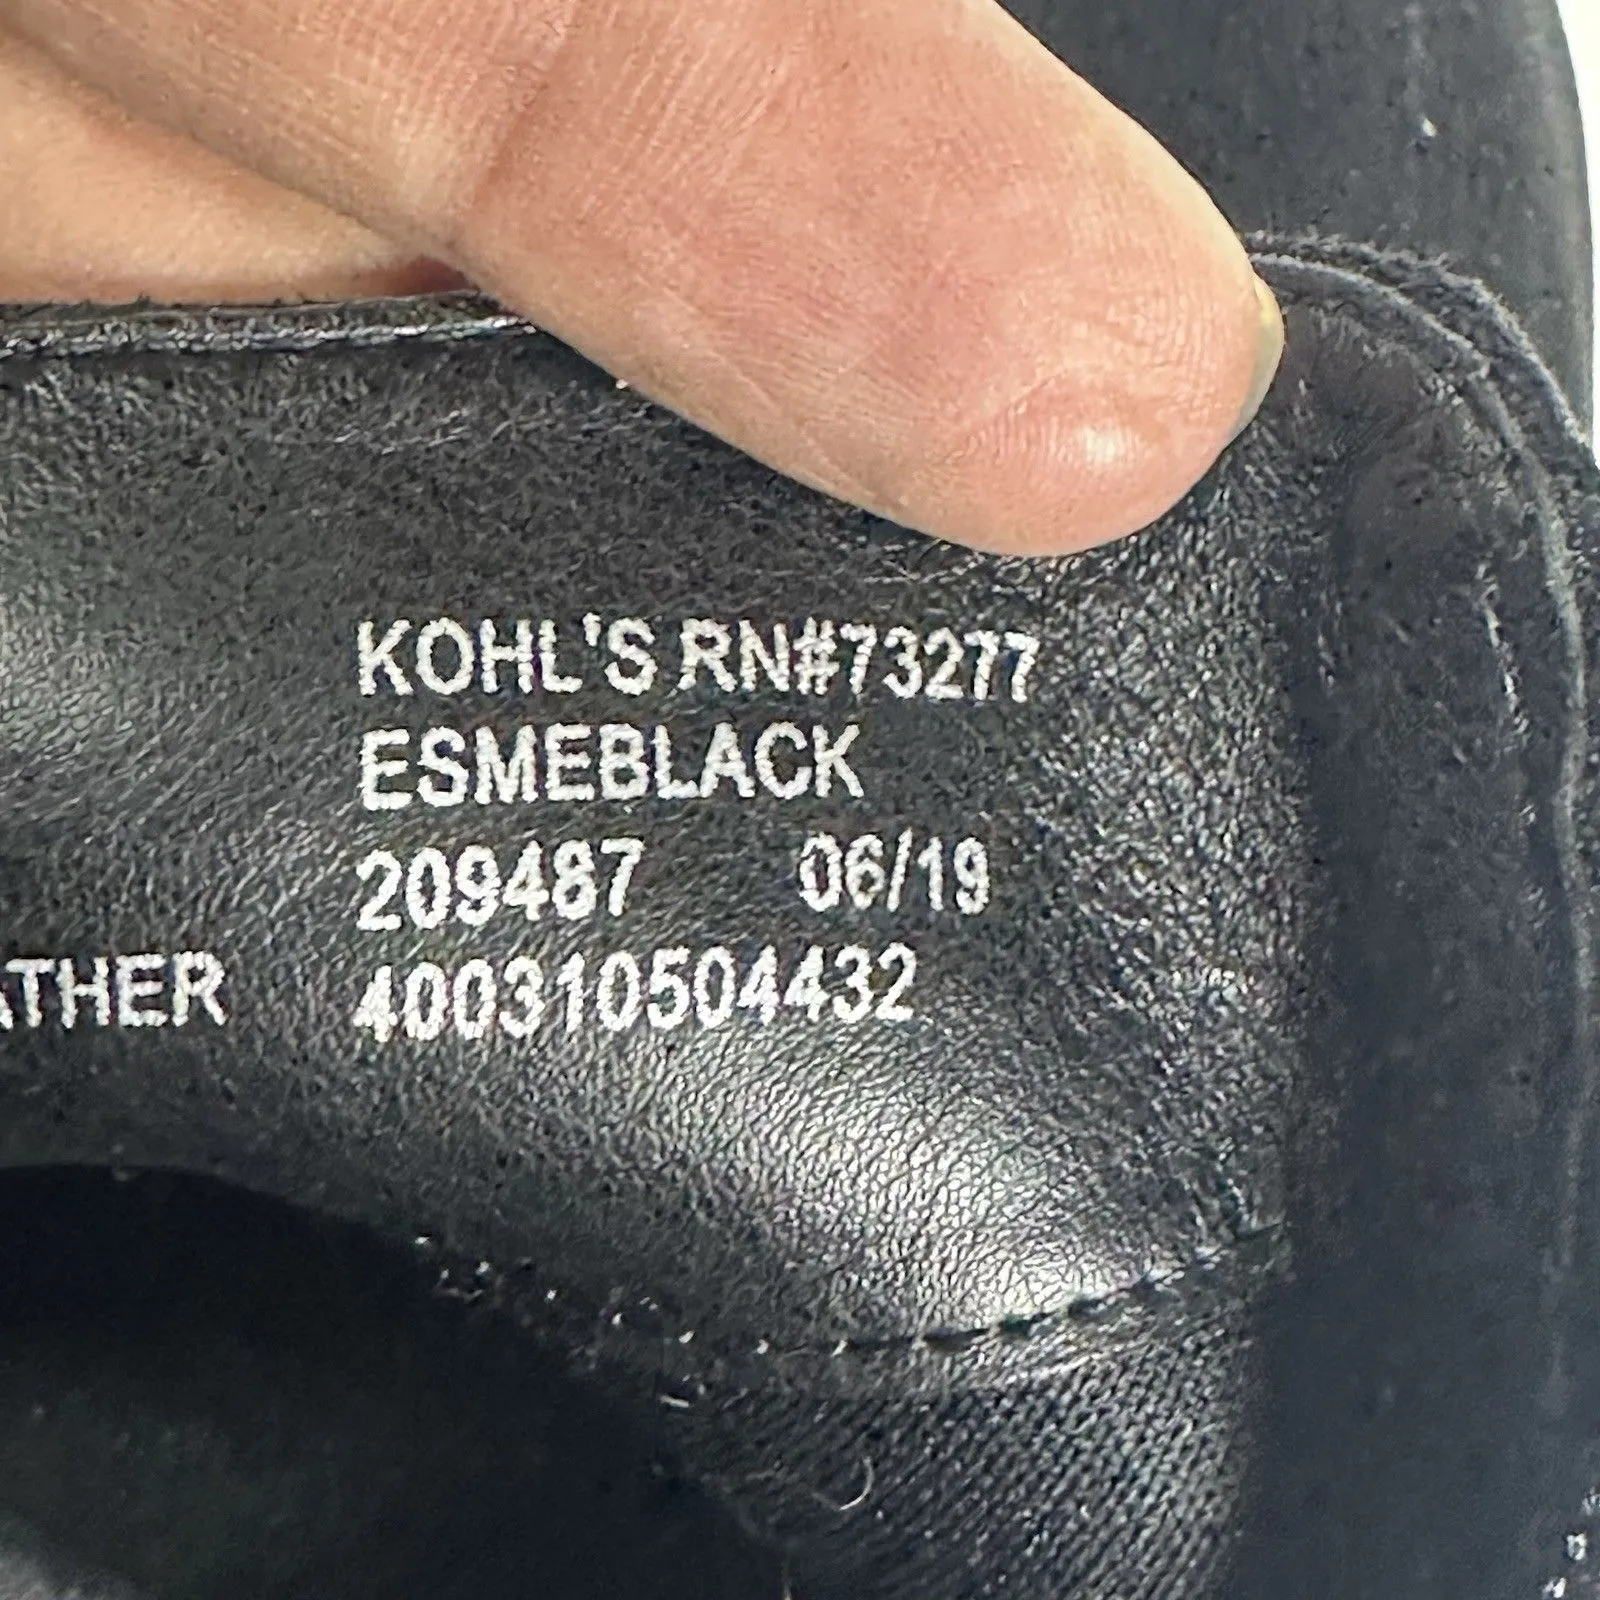 KOHL'S RN#73277
ESMEBLACK
209487 06/19
ATHER 400310504432